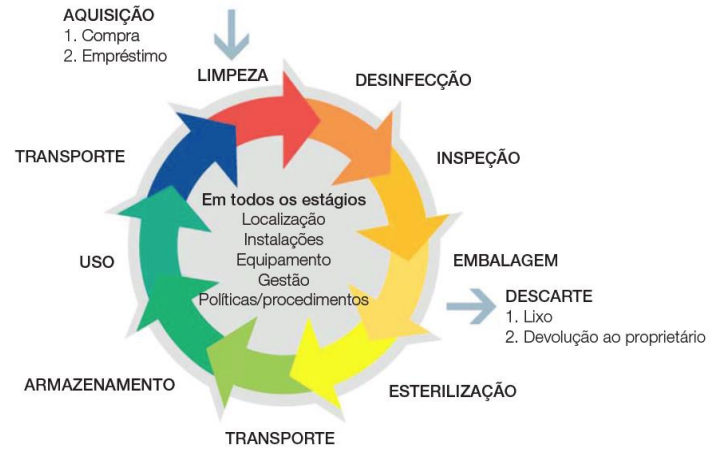 AQUISIÇÃO
1. Compra
2. Empréstimo
LIMPEZA
DESINFECÇÃO
INSPEÇÃO
EMBALAGEM
DESCARTE
1. Lixo
2. Devolução ao proprietário
ESTERILIZAÇÃO
TRANSPORTE
ARMAZENAMENTO
USO
TRANSPORTE
Em todos os estágios
Localização
Instalações
Equipamento
Gestão
Políticas/procedimentos